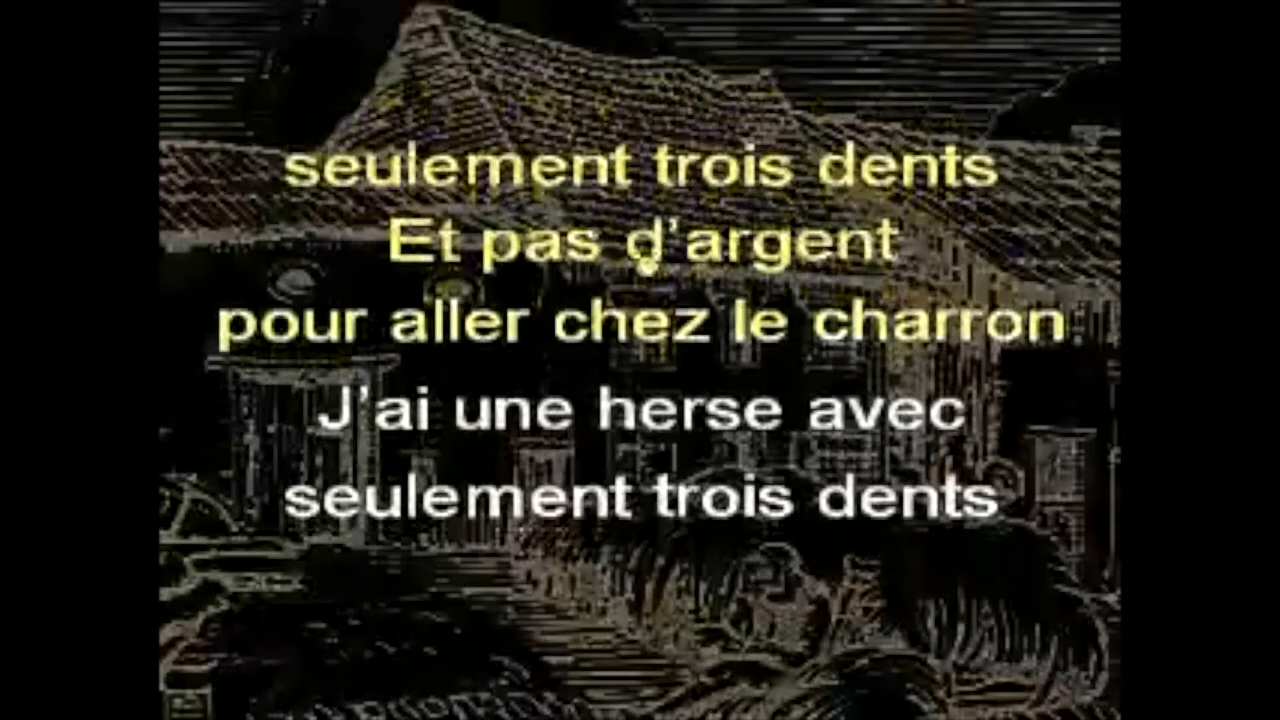 seulement trois dents
Et pas d'argent
pour aller chez le charron
J'ai une herse avec
seulement trois dents